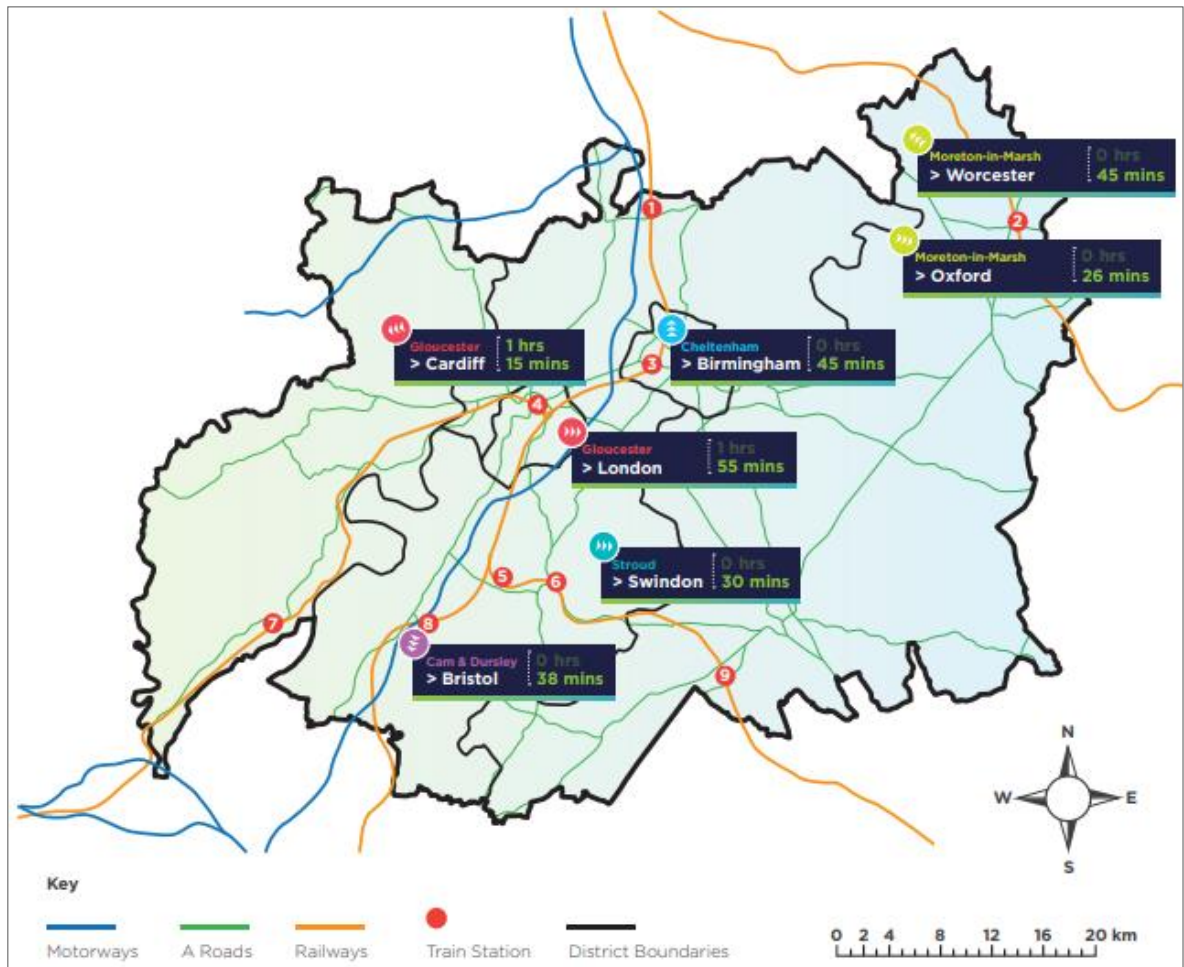 1
Moreton-in-Marsh 0 hrs
> Worcester 45 mins
2
Moreton-in-Marsh 0 hrs
> Oxford 26 mins
Gloucester 1 hrs
> Cardiff 15 mins
Cheltenham 0 hrs
> Birmingham 45 mins
3
4
Gloucester 1 hrs
> London 55 mins
Stroud 0 hrs
> Swindon 30 mins
5
6
7
8
Cam & Dursley 0 hrs
> Bristol 38 mins
9
N
W E
S
Key
Motorways A Roads Railways Train Station District Boundaries
0 2 4 8 12 16 20 km